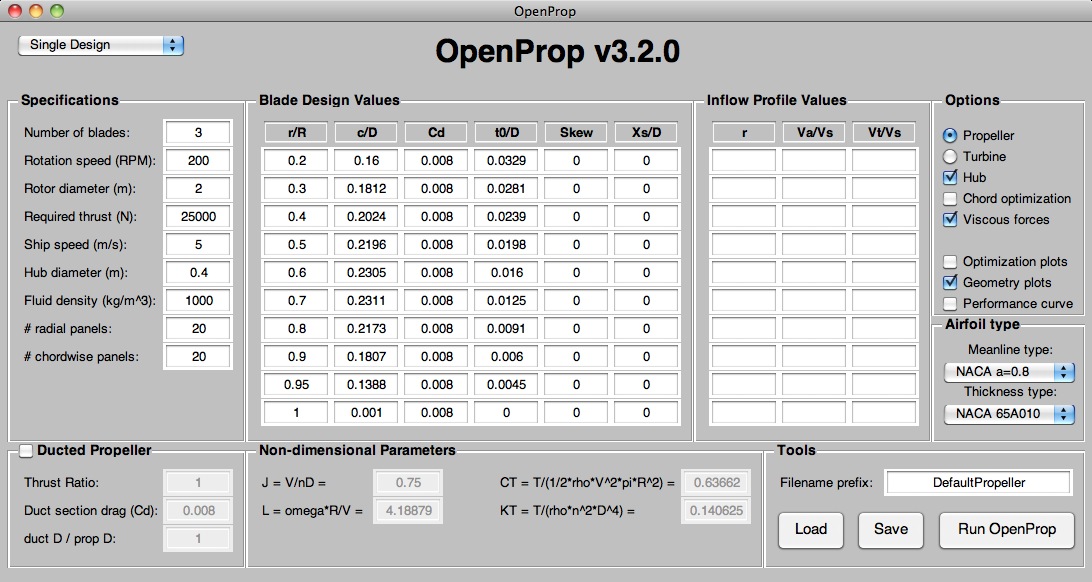 OpenProp
Single Design
OpenProp v3.2.0
Specifications
Number of blades: 3
Rotation speed (RPM): 200
Rotor diameter (m): 2
Required thrust (N): 25000
Ship speed (m/s): 5
Hub diameter (m): 0.4
Fluid density (kg/m^3): 1000
# radial panels: 20
# chordwise panels: 20
Blade Design Values
r/R c/D Cd t0/D Skew Xs/D
0.2 0.16 0.008 0.0329 0 0
0.3 0.1812 0.008 0.0281 0 0
0.4 0.2024 0.008 0.0239 0 0
0.5 0.2196 0.008 0.0198 0 0
0.6 0.2305 0.008 0.016 0 0
0.7 0.2311 0.008 0.0125 0 0
0.8 0.2173 0.008 0.0091 0 0
0.9 0.1807 0.008 0.006 0 0
0.95 0.1388 0.008 0.0045 0 0
1 0.001 0.008 0 0 0
Inflow Profile Values
r Va/Vs Vt/Vs
Options
Propeller
Turbine
Hub
Chord optimization
Viscous forces
Optimization plots
Geometry plots
Performance curve
Airfoil type
Meanline type:
NACA a=0.8
Thickness type:
NACA 65A010
Ducted Propeller
Thrust Ratio: 1
Duct section drag (Cd): 0.008
duct D / prop D: 1
Non-dimensional Parameters
J = V/nD = 0.75 CT = T/(1/2*rho*V^2*pi*R^2) = 0.63662
L = omega*R/V = 4.18879 KT = T/(rho*n^2*D^4) = 0.140625
Tools
Filename prefix: DefaultPropeller
Load Save Run OpenProp